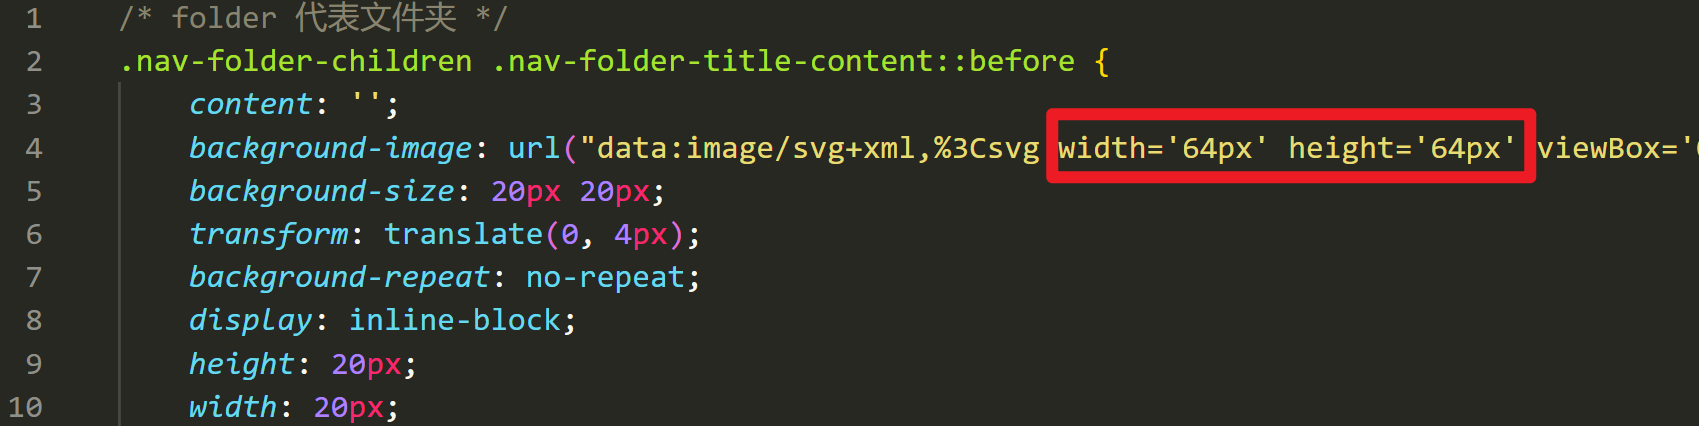 1 /* folder 代表文件夹 */
2 .nav-folder-children .nav-folder-title-content::before {
3 content: '';
4 background-image: url("data:image/svg+xml,%3Csvg width='64px' height='64px' viewBox='
5 background-size: 20px 20px;
6 transform: translate(0, 4px);
7 background-repeat: no-repeat;
8 display: inline-block;
9 height: 20px;
10 width: 20px;